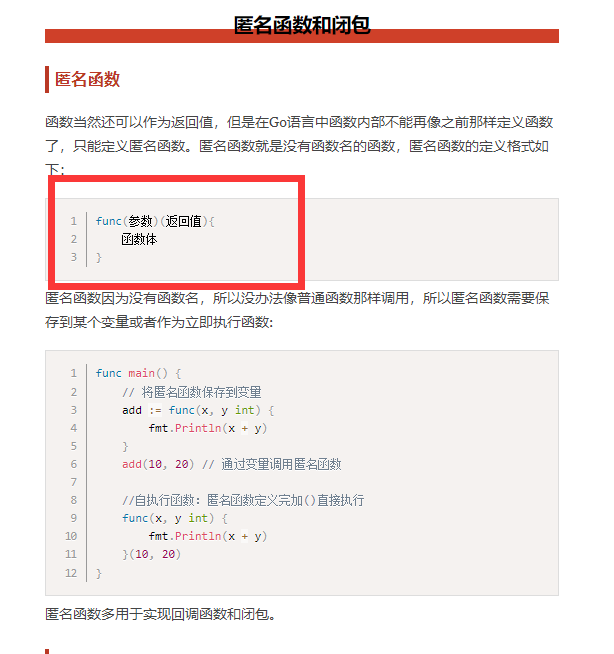 匿名函数和闭包
匿名函数
函数当然还可以作为返回值，但是在Go语言中函数内部不能再像之前那样定义函数
了，只能定义匿名函数。匿名函数就是没有函数名的函数，匿名函数的定义格式如
下：
1 func(参数)(返回值){
2 函数体
3 }
匿名函数因为没有函数名，所以没办法像普通函数那样调用，所以匿名函数需要保
存到某个变量或者作为立即执行函数:
1 func main() {
2 // 将匿名函数保存到变量
3 add := func(x, y int) {
4 fmt.Println(x + y)
5 }
6 add(10, 20) // 通过变量调用匿名函数
7
8 //自执行函数：匿名函数定义完加()直接执行
9 func(x, y int) {
10 fmt.Println(x + y)
11 }(10, 20)
12 }
匿名函数多用于实现回调函数和闭包。